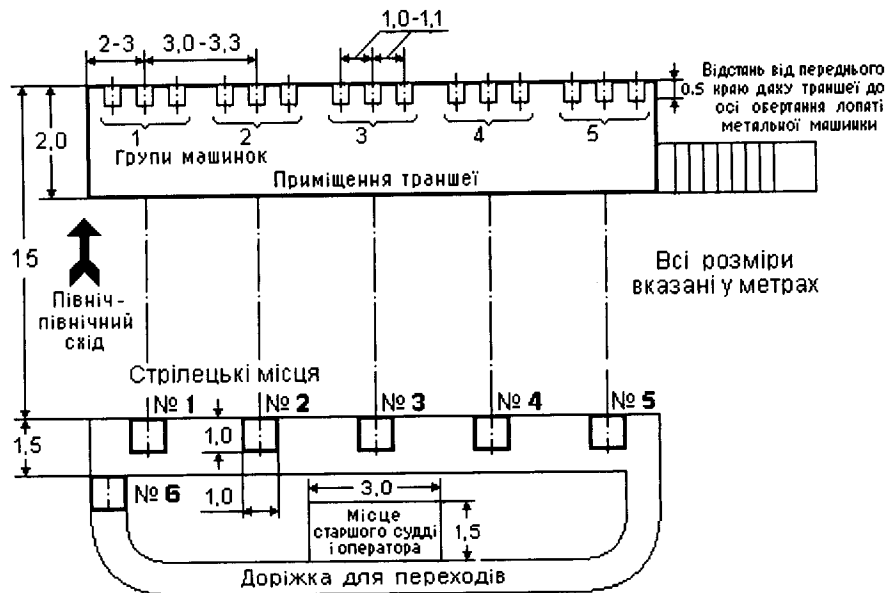 1,0-1,1
2-3
3,0-3,3
Відстань від переднього
0.5 краю даху траншеї до
осі обертання лопаті
метальної машинки
1
2
3
4
5
2,0
Групи машинок
Приміщення траншеї
15
Північ-
північний
схід
Всі розміри
вказані у метрах
Стрілецькі місця
№ 1
№ 2
№ 3
№ 4
№ 5
1,5
1,0
№ 6
1,0
3,0
Місце
старшого судді
і оператора
1,5
Доріжка для переходів